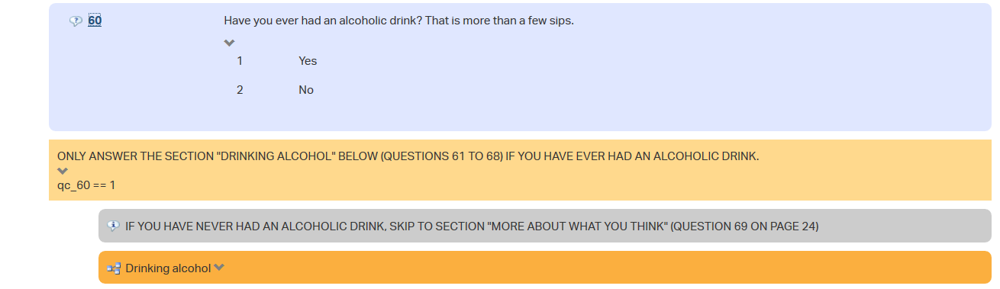 60 Have you ever had an alcoholic drink? That is more than a few sips.
1 Yes
2 No
ONLY ANSWER THE SECTION "DRINKING ALCOHOL" BELOW (QUESTIONS 61 TO 68) IF YOU HAVE EVER HAD AN ALCOHOLIC DRINK.
qc_60 == 1
IF YOU HAVE NEVER HAD AN ALCOHOLIC DRINK, SKIP TO SECTION "MORE ABOUT WHAT YOU THINK" (QUESTION 69 ON PAGE 24)
Drinking alcohol